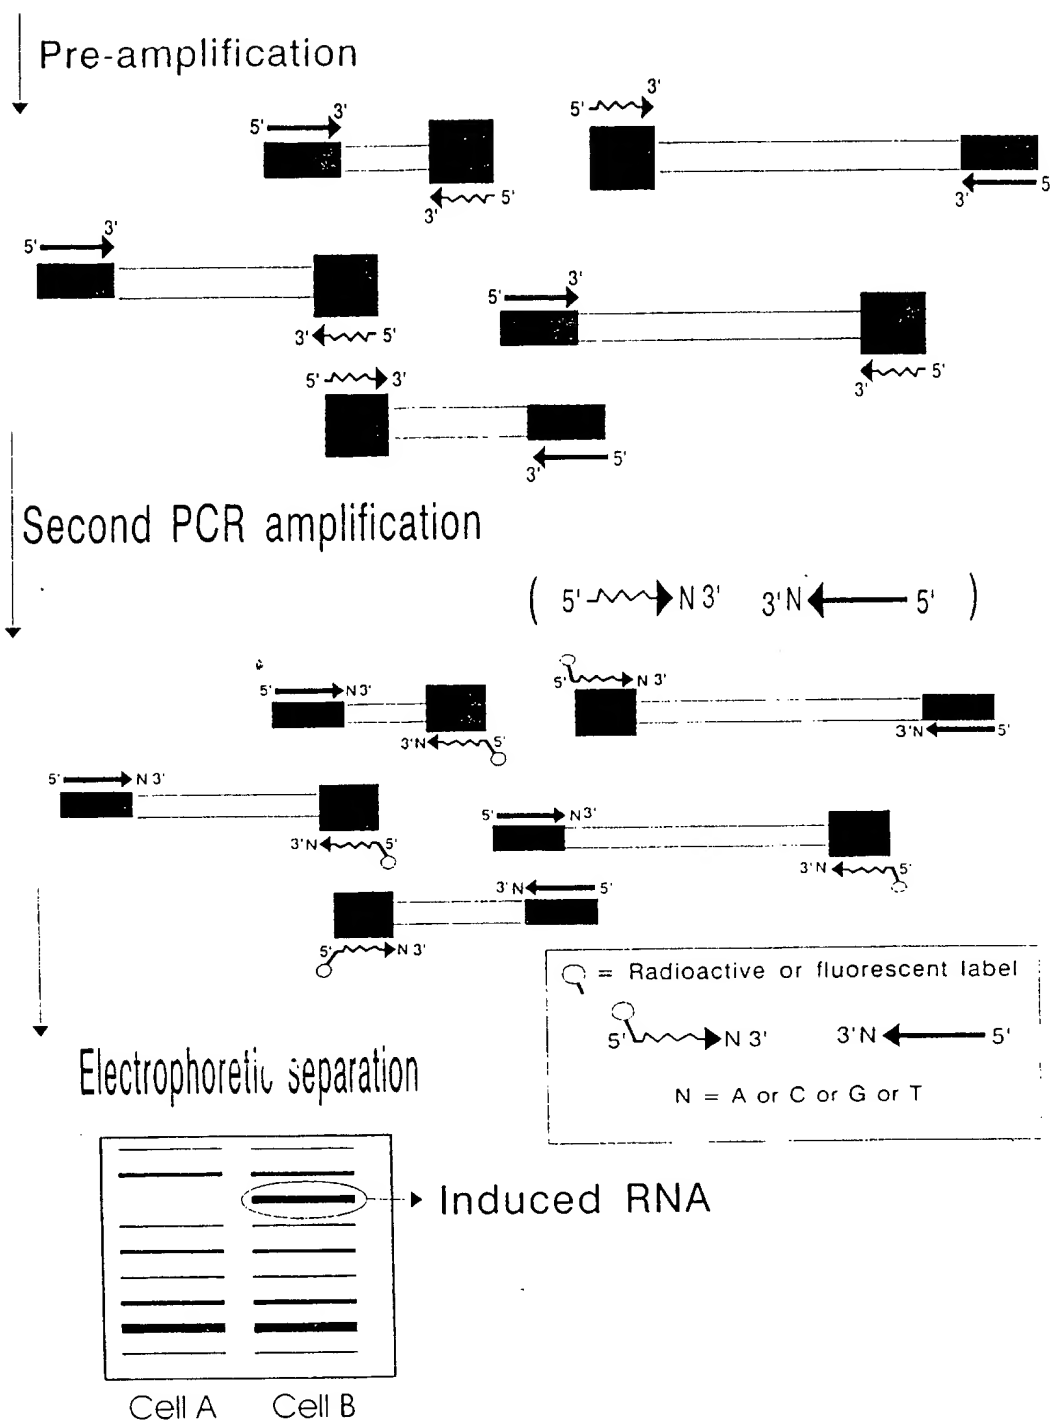 Pre-amplification
5' 3'
3' 5'
5' 3'
3' 5
5' 3'
3' 5'
5' 3'
3' 5'
5' 3'
3' 5'
Second PCR amplification
( 5' N 3' 3'N 5' )
5' N 3'
3'N 5'
5' N 3'
3'N 5'
5' N 3'
3'N 5'
5' N 3'
3'N 5'
3'N 5'
5' N 3'
= Radioactive or fluorescent label
5' N 3' 3'N 5'
N = A or C or G or T
Electrophoretic separation
Induced RNA
Cell A Cell B